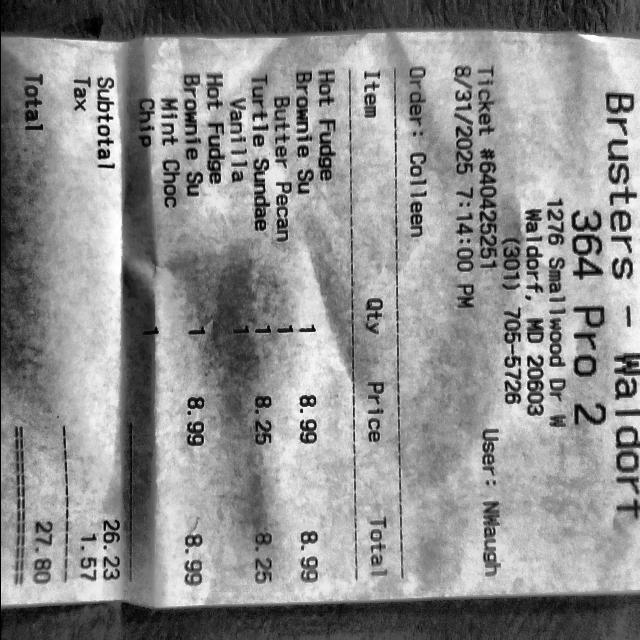 Brusters - Waldorf
364 Pro 2
1276 Smallwood Dr W
Waldorf, MD 20603
(301) 705-5726
Ticket #640425251 User: NWaugh
8/31/2025 7:14:00 PM
Order: Colleen
Item Qty Price Total
Hot Fudge
Brownie Su 1 8.99 8.99
Butter Pecan 1
Turtle Sundae 1 8.25 8.25
Vanilla 1
Hot Fudge
Brownie Su 1 8.99 8.99
Mint Choc
Chip 1
Subtotal 26.23
Tax 1.57
Total 27.80